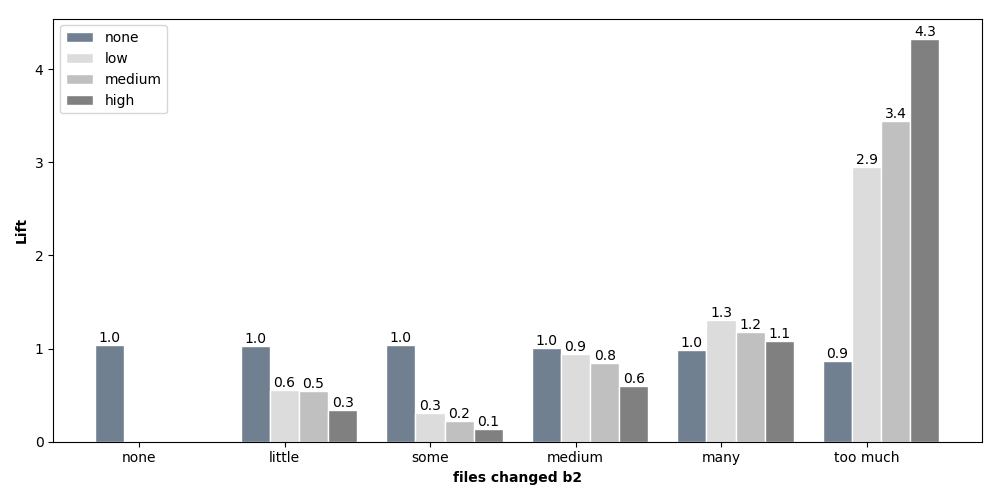 none
low
medium
high
Lift
4
3
2
1
0
1.0
1.0 0.6 0.5 0.3
1.0 0.3 0.2 0.1
1.0 0.9 0.8 0.6
1.0 1.3 1.2 1.1
0.9 2.9 3.4 4.3
none little some medium many too much
files changed b2